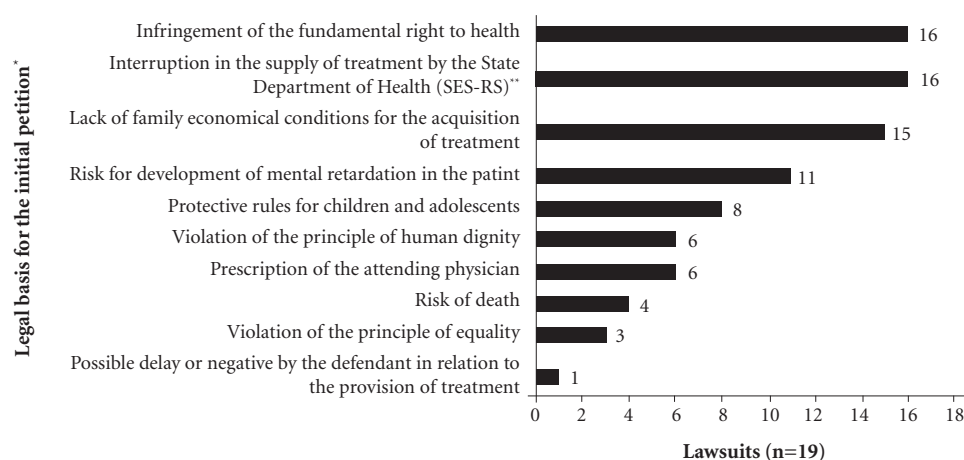 Legal basis for the initial petition*
Infringement of the fundamental right to health
16
Interruption in the supply of treatment by the State
Department of Health (SES-RS)**
16
Lack of family economical conditions for the acquisition
of treatment
15
Risk for development of mental retardation in the patint
11
Protective rules for children and adolescents
8
Violation of the principle of human dignity
6
Prescription of the attending physician
6
Risk of death
4
Violation of the principle of equality
3
Possible delay or negative by the defendant in relation to
the provision of treatment
1
0 2 4 6 8 10 12 14 16 18
Lawsuits (n=19)